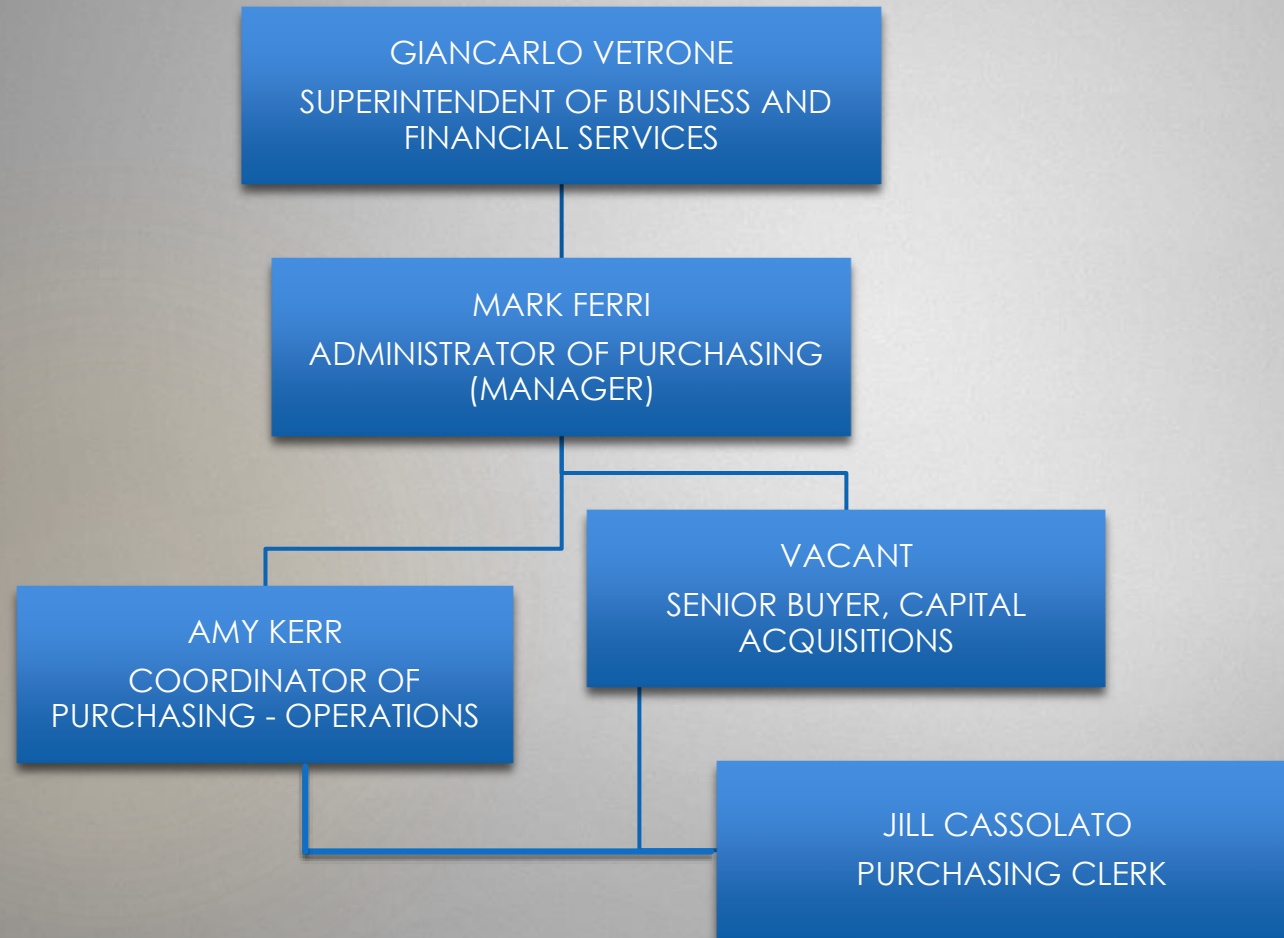 GIANCARLO VETRONE
SUPERINTENDENT OF BUSINESS AND
FINANCIAL SERVICES
MARK FERRI
ADMINISTRATOR OF PURCHASING
(MANAGER)
VACANT
SENIOR BUYER, CAPITAL
ACQUISITIONS
AMY KERR
COORDINATOR OF
PURCHASING - OPERATIONS
JILL CASSOLATO
PURCHASING CLERK